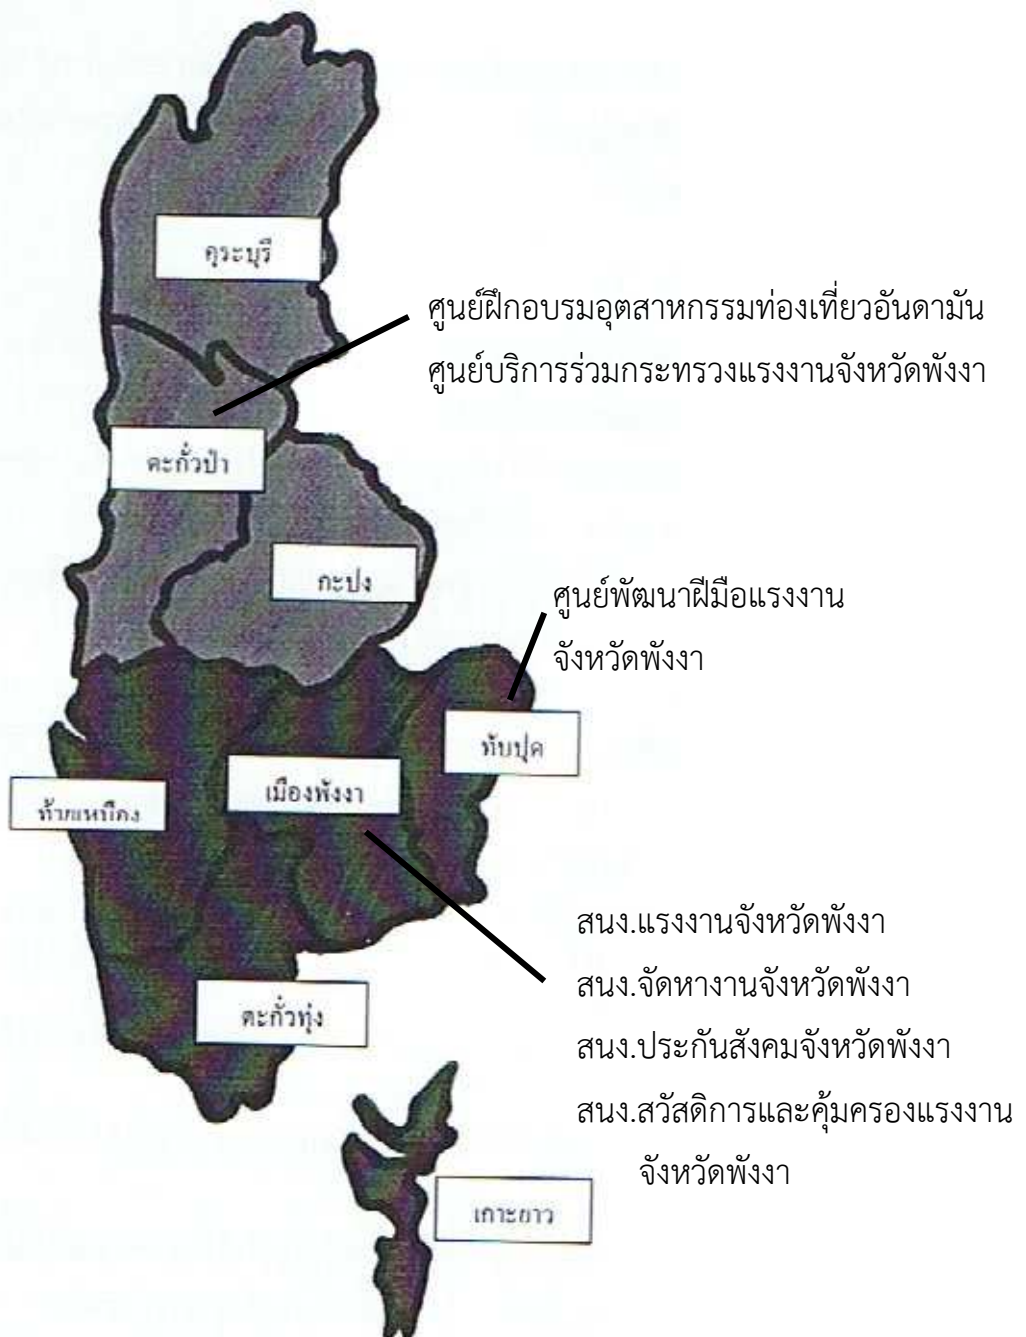 คุระบุรี
ศูนย์ฝึกอบรมอุตสาหกรรมท่องเที่ยวอันดามัน
ศูนย์บริการร่วมกระทรวงแรงงานจังหวัดพังงา
ตะกั่วป่า
กะปง
ศูนย์พัฒนาฝีมือแรงงาน
จังหวัดพังงา
ทับปุด
เมืองพังงา
ท้ายเหมือง
สนง.แรงงานจังหวัดพังงา
สนง.จัดหางานจังหวัดพังงา
ตะกั่วทุ่ง
สนง.ประกันสังคมจังหวัดพังงา
สนง.สวัสดิการและคุ้มครองแรงงาน
จังหวัดพังงา
เกาะยาว